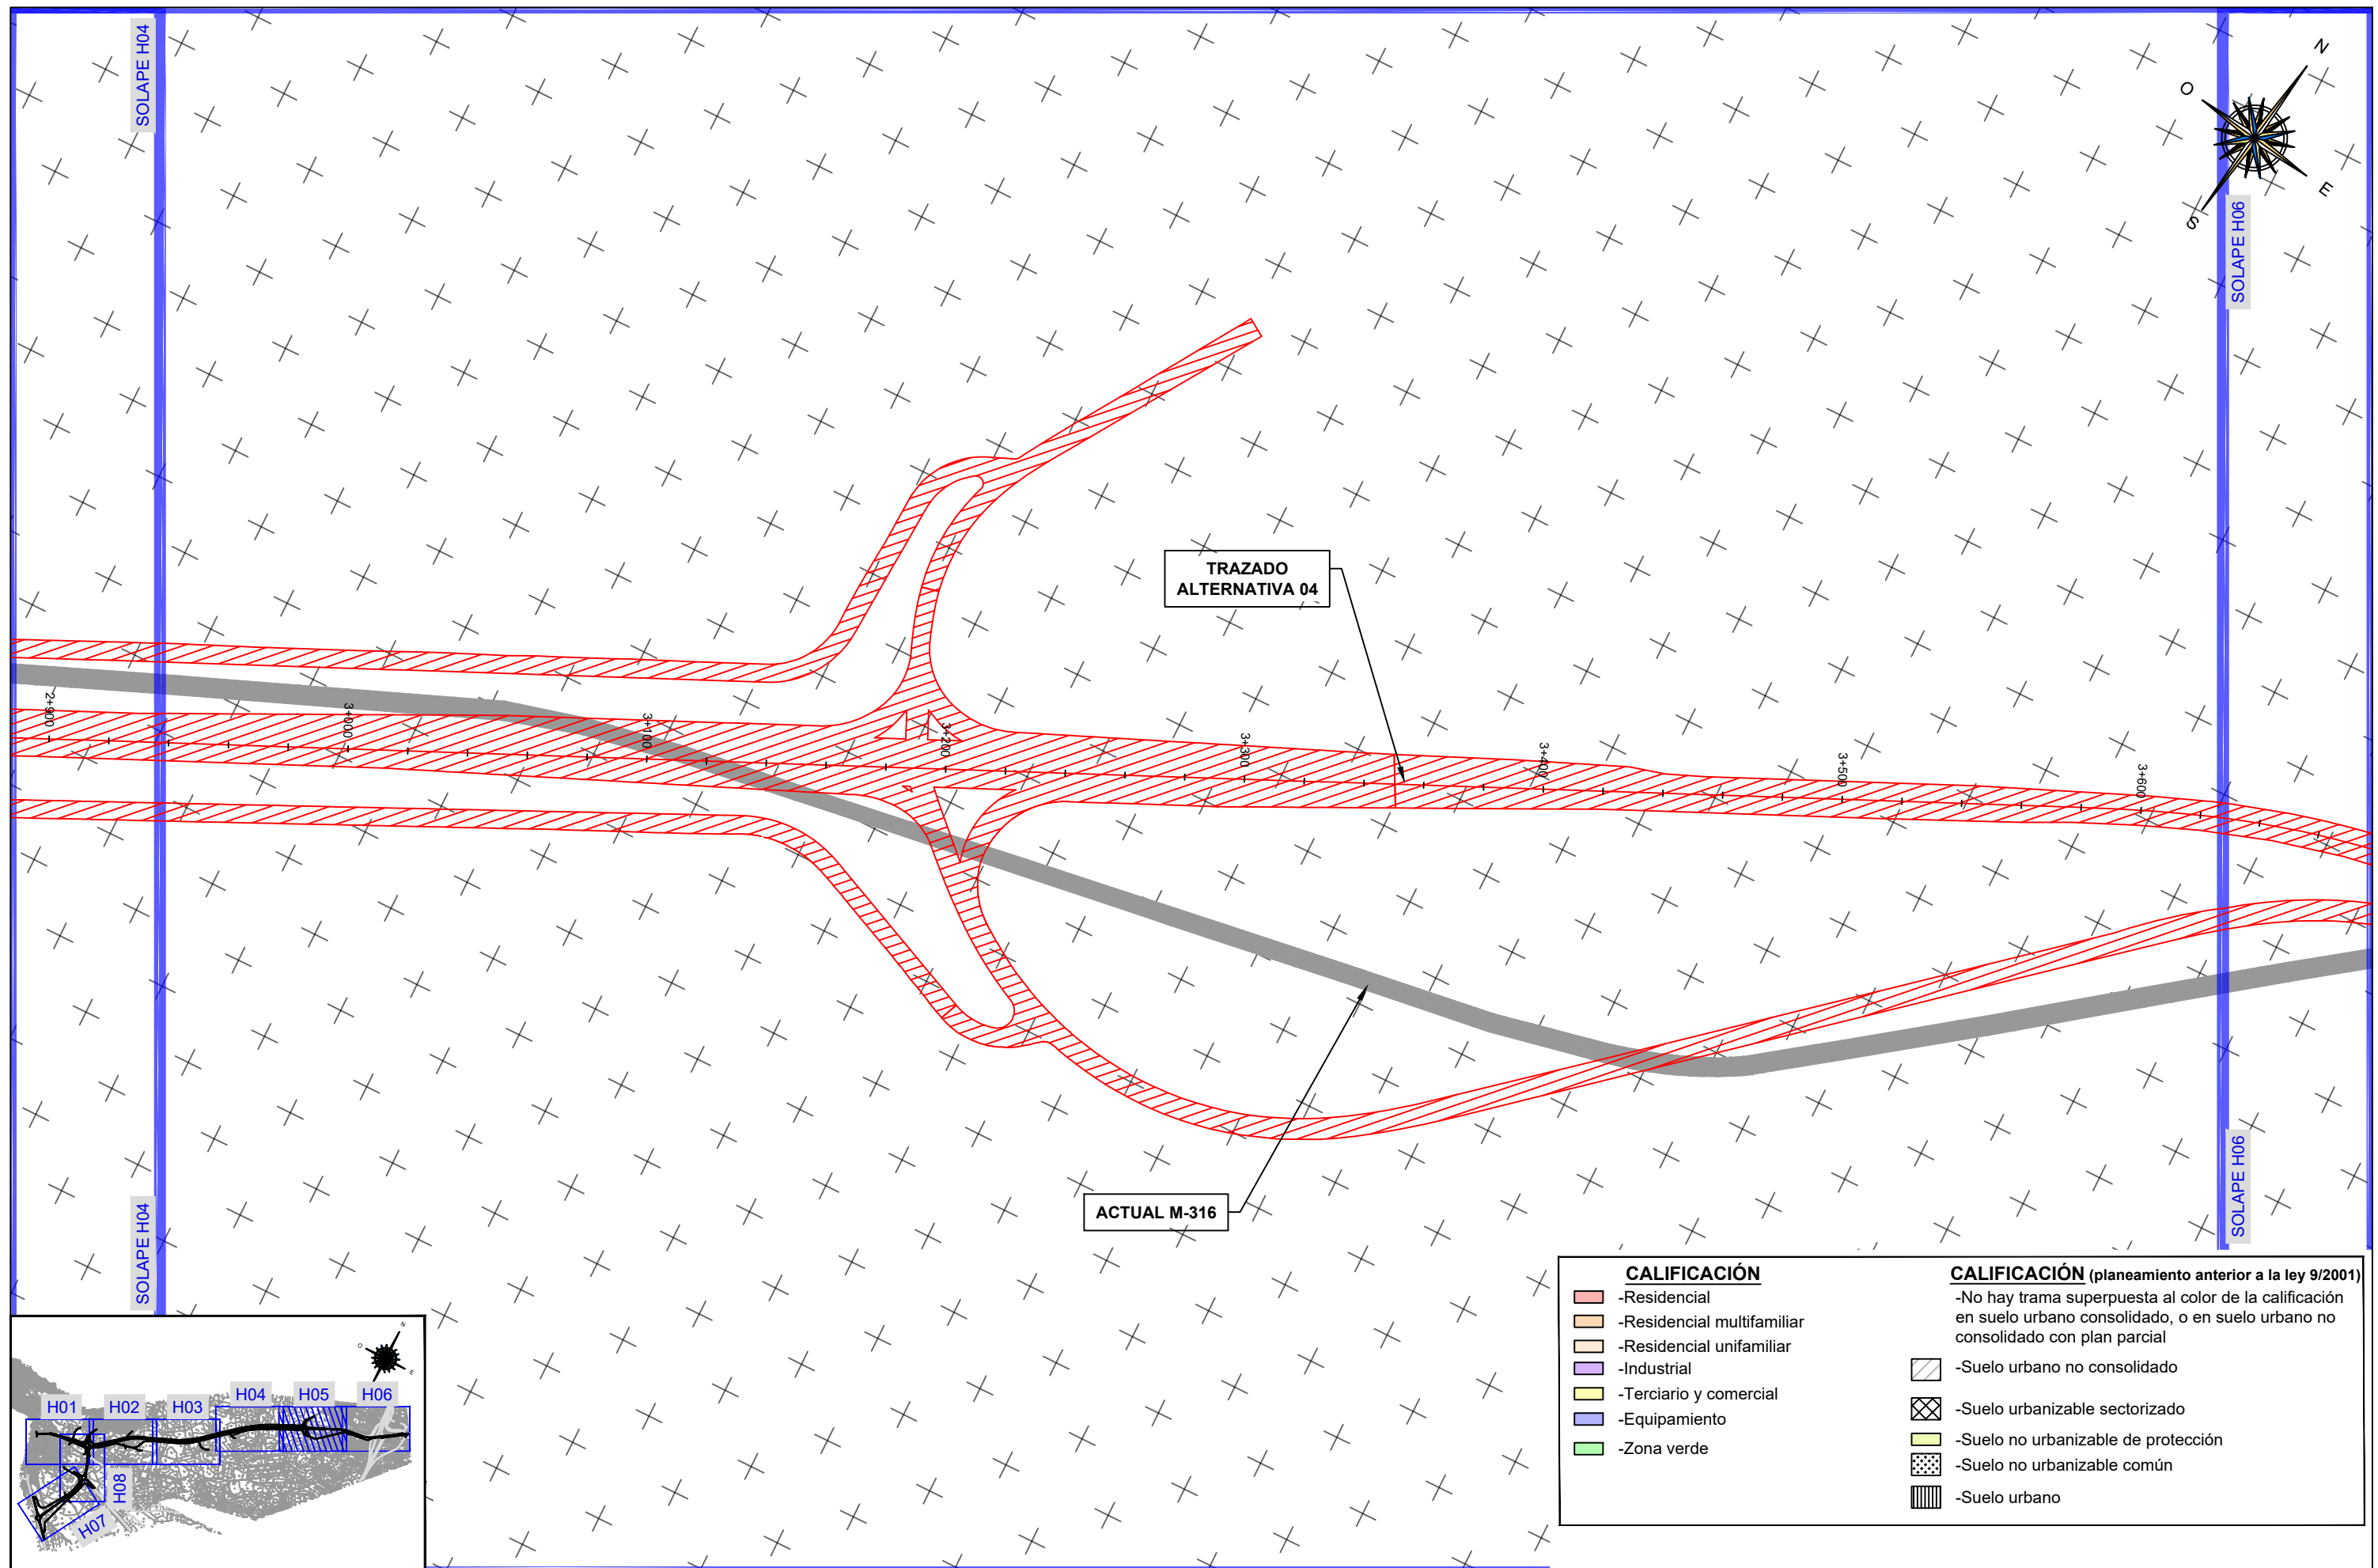 SOLAPE H04
N
O
E
S
SOLAPE H06
TRAZADO
ALTERNATIVA 04
2+900
3+000
3+100
3+200
3+300
3+400
3+500
3+600
SOLAPE H04
ACTUAL M-316
SOLAPE H06
CALIFICACIÓN
-Residencial
-Residencial multifamiliar
-Residencial unifamiliar
-Industrial
-Terciario y comercial
-Equipamiento
-Zona verde
CALIFICACIÓN (planeamiento anterior a la ley 9/2001)
-No hay trama superpuesta al color de la calificación
en suelo urbano consolidado, o en suelo urbano no
consolidado con plan parcial
-Suelo urbano no consolidado
-Suelo urbanizable sectorizado
-Suelo no urbanizable de protección
-Suelo no urbanizable común
-Suelo urbano
N
O
E
H01
H02
H03
H04
H05
H06
H08
H07